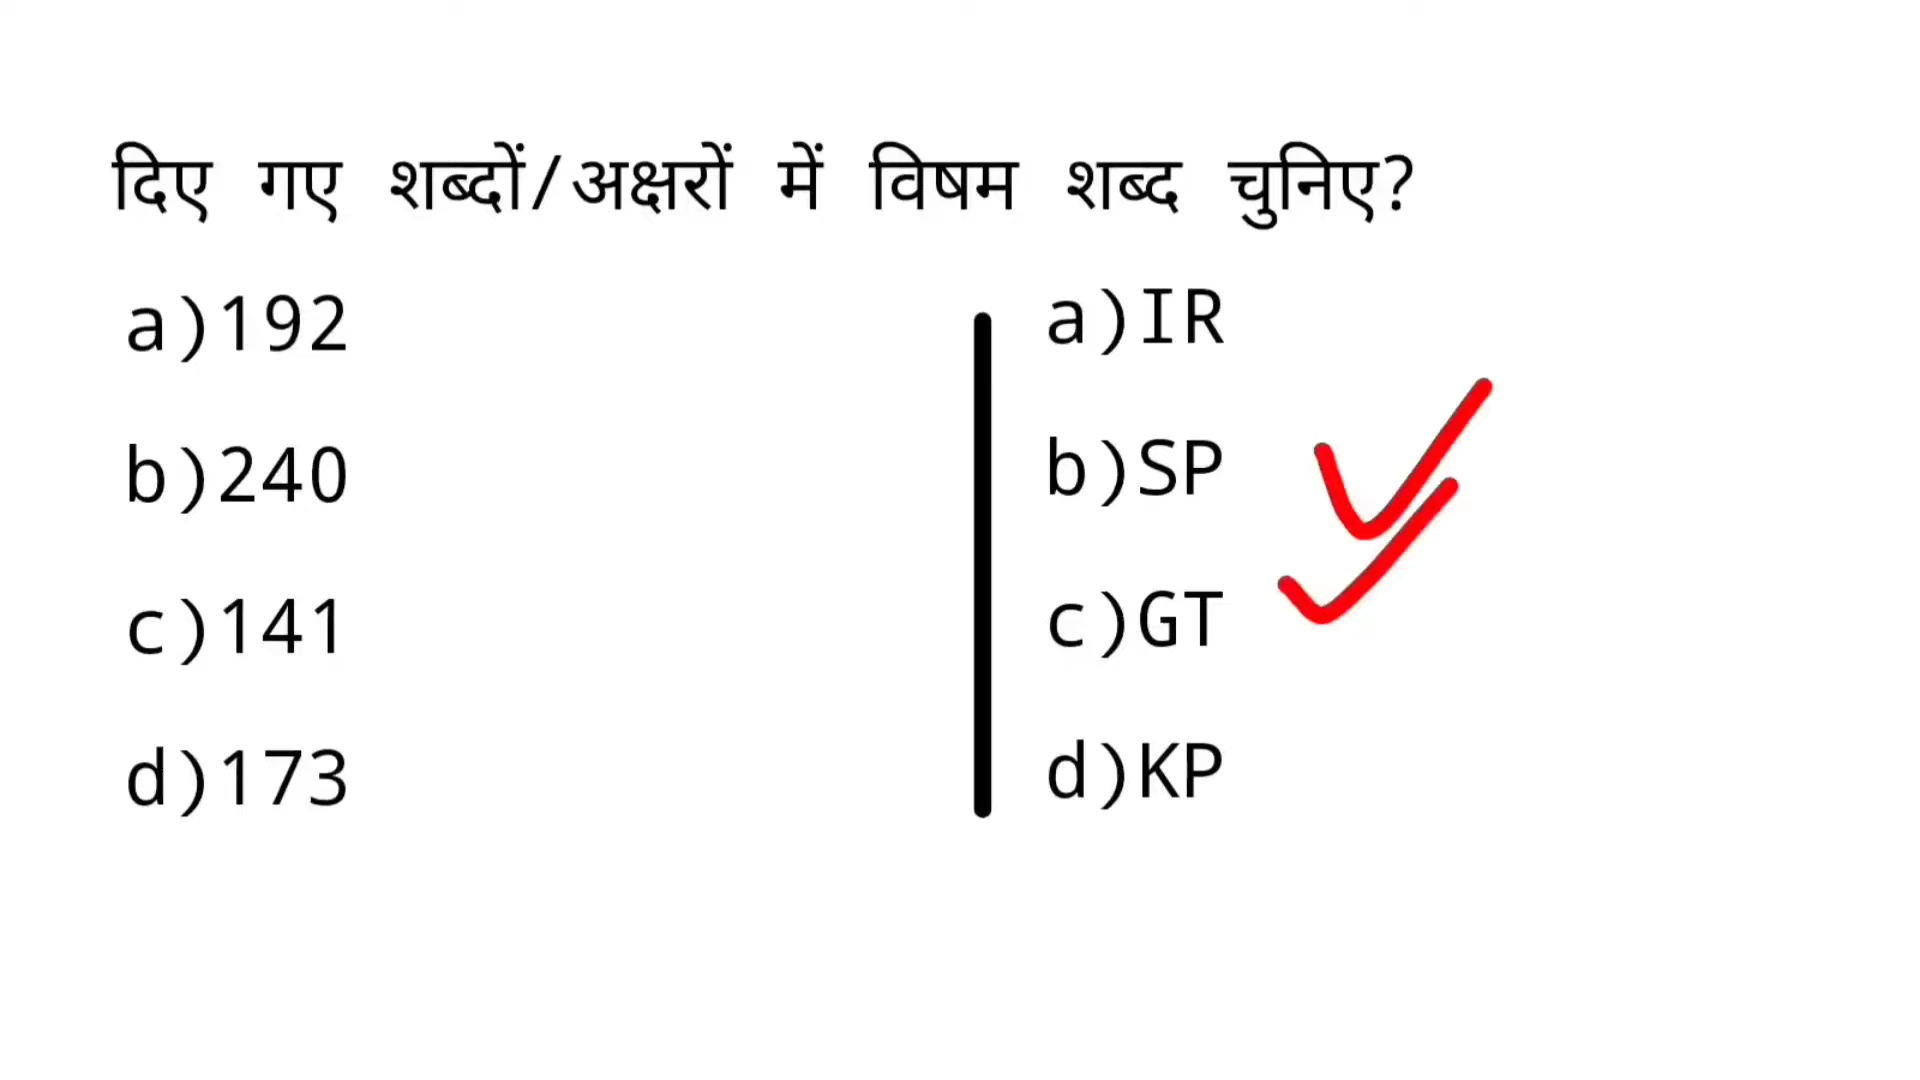 दिए गए शब्दों/अक्षरों में विषम शब्द चुनिए?
a)192
b)240
c)141
d)173
a)IR
b)SP
c)GT
d)KP